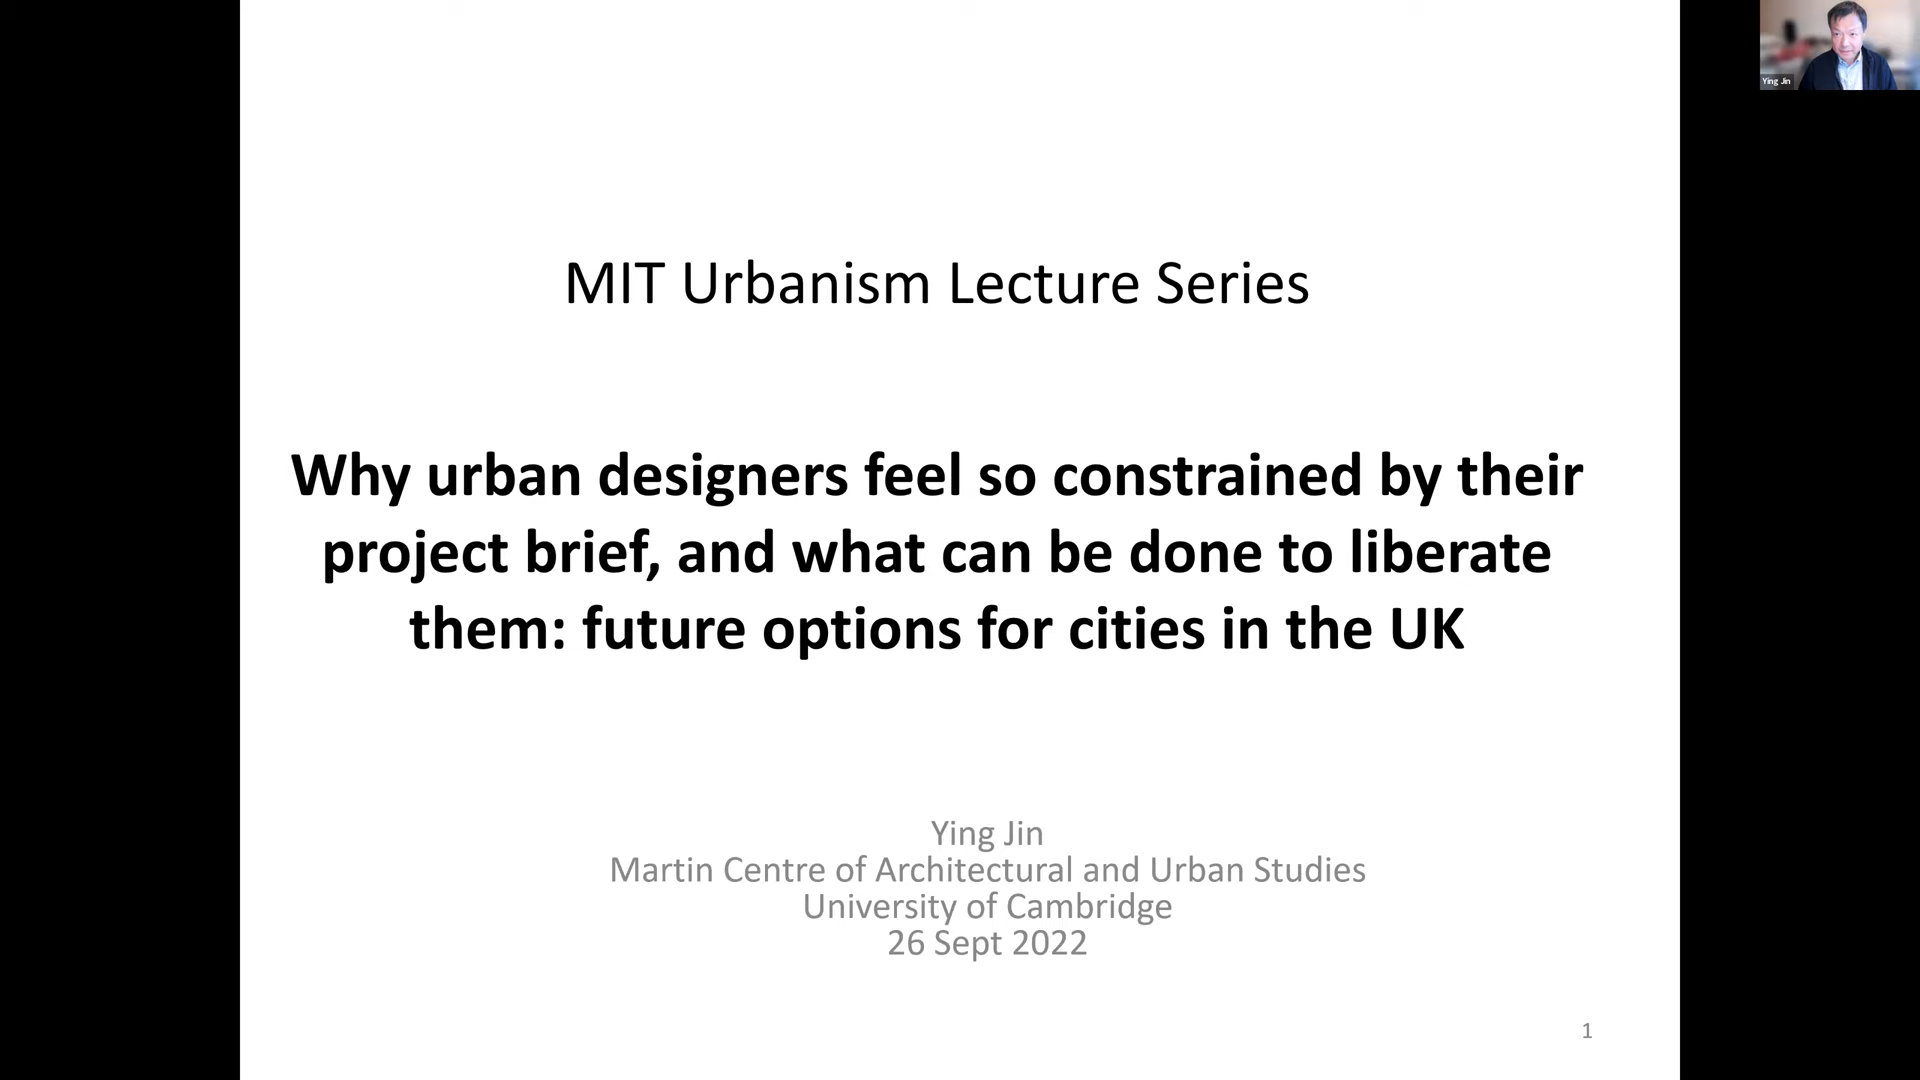 Ying Jin
MIT Urbanism Lecture Series
Why urban designers feel so constrained by their
project brief, and what can be done to liberate
them: future options for cities in the UK
Ying Jin
Martin Centre of Architectural and Urban Studies
University of Cambridge
26 Sept 2022
1